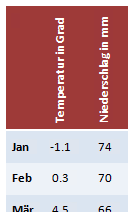 Temperatur in Grad
Niederschlag in mm
Jan -1.1 74
Feb 0.3 70
Mär 4.5 66